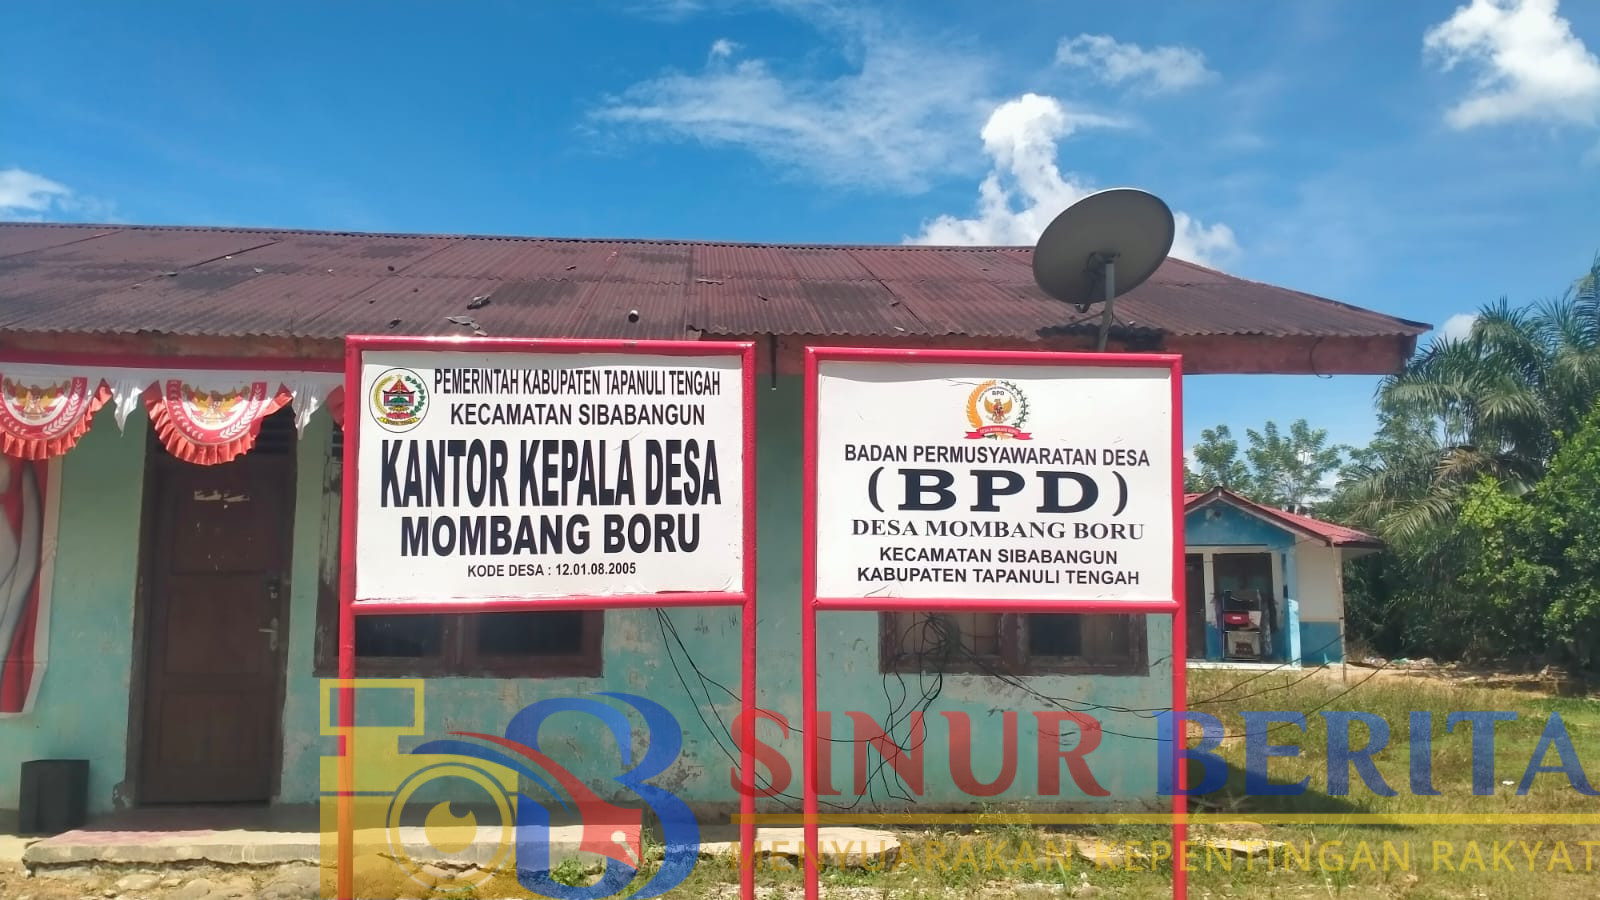 PEMERINTAH KABUPATEN TAPANULI TENGAH
KECAMATAN SIBABANGUN
KANTOR KEPALA DESA
MOMBANG BORU
KODE DESA : 12.01.08.2005
BPD
BADAN PERMUSYAWARATAN DESA
(BPD)
DESA MOMBANG BORU
KECAMATAN SIBABANGUN
KABUPATEN TAPANULI TENGAH
SINUR BERITA
MENYUARAKAN KEPENTINGAN RAKYAT